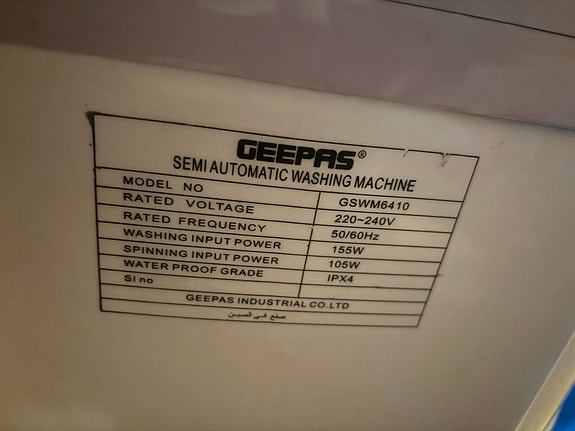 GEEPAS®
SEMI AUTOMATIC WASHING MACHINE
MODEL NO GSWM6410
RATED VOLTAGE 220~240V
RATED FREQUENCY 50/60Hz
WASHING INPUT POWER 155W
SPINNING INPUT POWER 105W
WATER PROOF GRADE IPX4
SI no
GEEPAS INDUSTRIAL CO.LTD
صنع في الصين